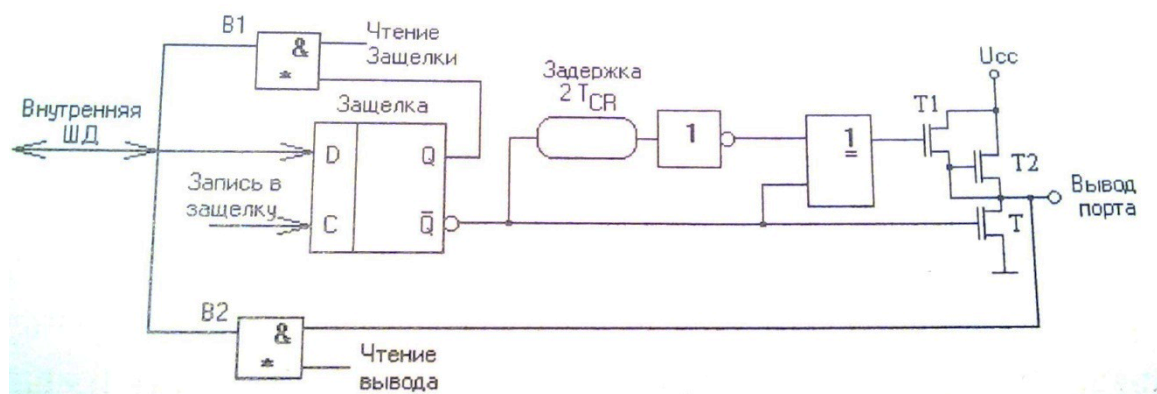 B1
&
*
Чтение
Защелки
Внутренняя
ШД
Защелка
D
Q
Запись в
защелку
C
Q̅
Задержка
2 TCR
1
1
Ucc
T1
T2
T
Вывод
порта
B2
&
*
Чтение
вывода